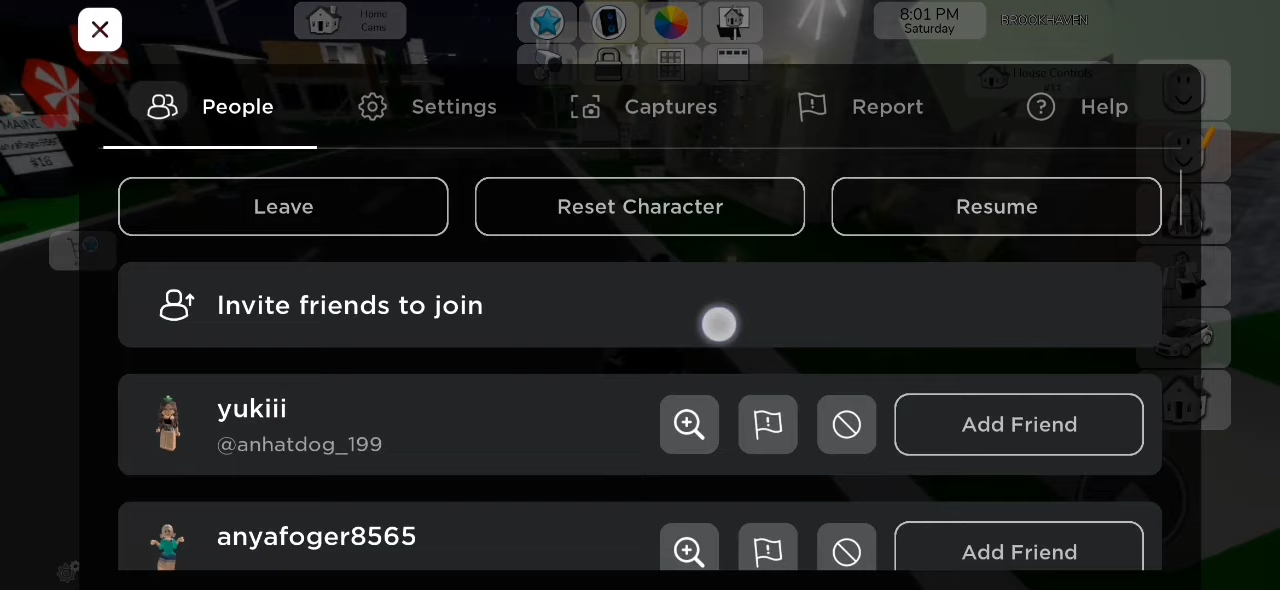 Home
Cams
8:01 PM
Saturday
BROOKHAVEN
House Controls
People
Settings
Captures
Report
Help
#18
Leave
Reset Character
Resume
Invite friends to join
yukiii
@anhatdog_199
Add Friend
anyafoger8565
Add Friend